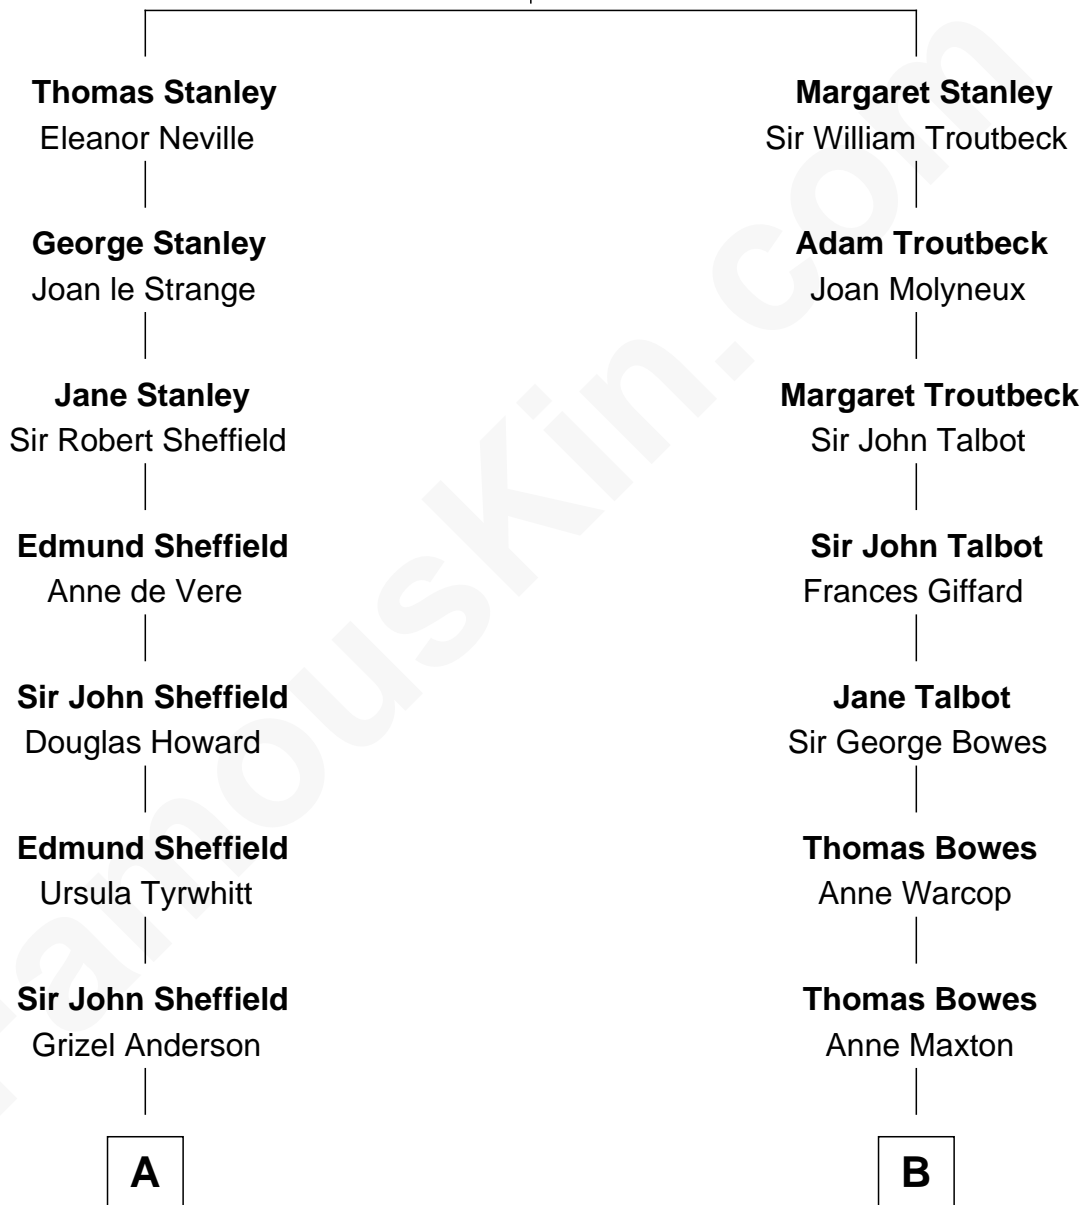 Thomas Stanley
Eleanor Neville
George Stanley
Joan le Strange
Jane Stanley
Sir Robert Sheffield
Edmund Sheffield
Anne de Vere
Sir John Sheffield
Douglas Howard
Edmund Sheffield
Ursula Tyrwhitt
Sir John Sheffield
Grizel Anderson
A
Margaret Stanley
Sir William Troutbeck
Adam Troutbeck
Joan Molyneux
Margaret Troutbeck
Sir John Talbot
Sir John Talbot
Frances Giffard
Jane Talbot
Sir George Bowes
Thomas Bowes
Anne Warcop
Thomas Bowes
Anne Maxton
B
FamousKin.com